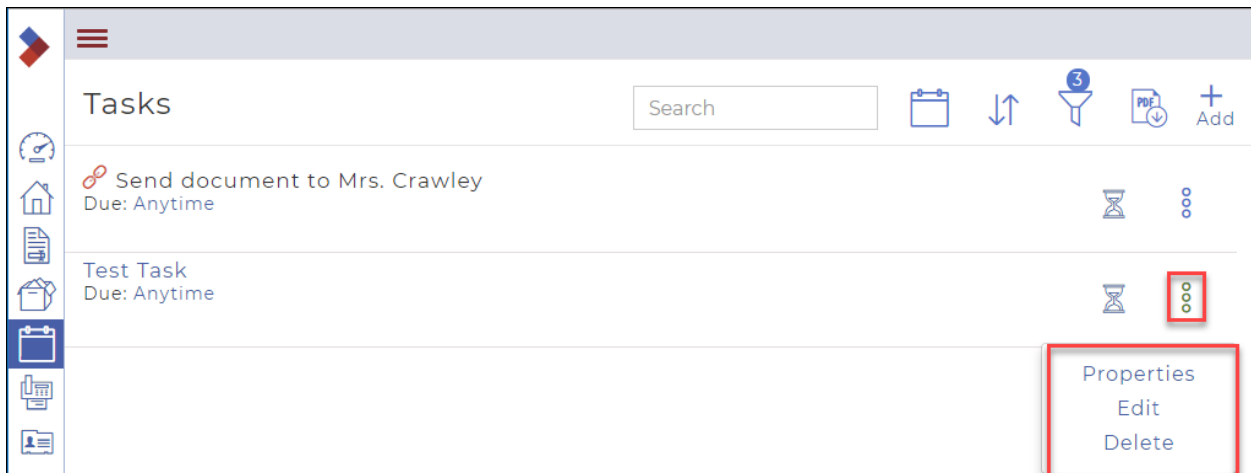 Tasks
Search
3
PDF
Add
Send document to Mrs. Crawley
Due: Anytime
Test Task
Due: Anytime
Properties
Edit
Delete